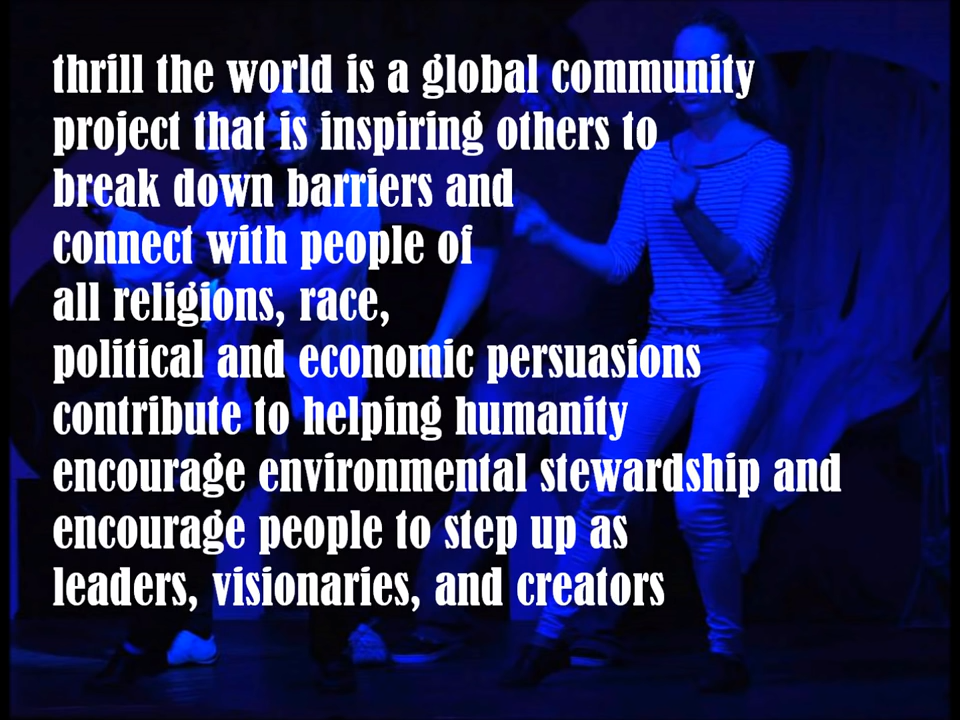 thrill the world is a global community
project that is inspiring others to
break down barriers and
connect with people of
all religions, race,
political and economic persuasions
contribute to helping humanity
encourage environmental stewardship and
encourage people to step up as
leaders, visionaries, and creators